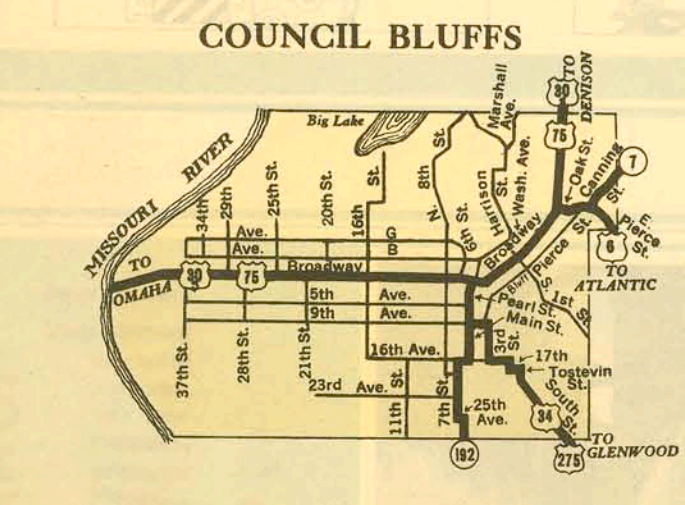 COUNCIL BLUFFS
TO
DENISON
30
75
Marshall
Ave.
Big Lake
MISSOURI RIVER
34th
29th
25th St.
20th St.
16th St.
N. 8th St.
6th St.
Harrison St.
Wash. Ave.
Oak St.
Canning St.
7
E.
Pierce
St.
6
TO
ATLANTIC
Ave. G
Ave. B
Broadway
Broadway
Pierce St.
TO
OMAHA
30
75
Bluff
S. 1st St.
5th Ave.
9th Ave.
Pearl St.
Main St.
3rd St.
16th Ave.
17th
Tostevin
St.
37th St.
28th St.
21th St.
23rd Ave.
11th St.
7th St.
25th
Ave.
South St.
34
192
275
TO
GLENWOOD